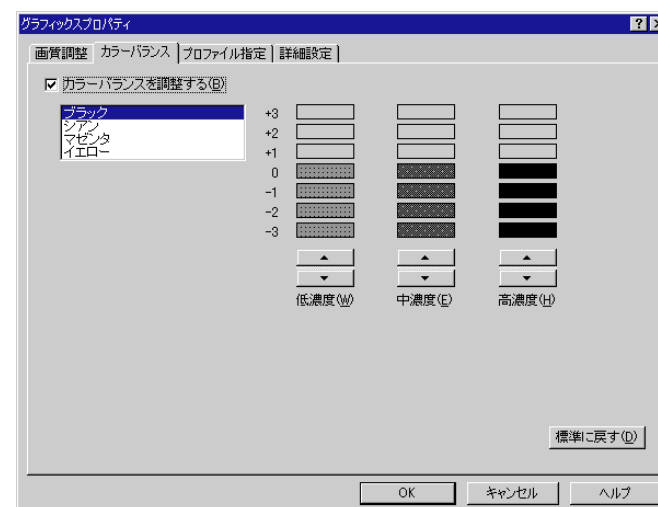 グラフィックスプロパティ
画質調整 カラーバランス プロファイル指定 詳細設定
カラーバランスを調整する(B)
ブラック
シアン
マゼンタ
イエロー
+3
+2
+1
0
-1
-2
-3
低濃度(W) 中濃度(E) 高濃度(H)
標準に戻す(D)
OK キャンセル ヘルプ